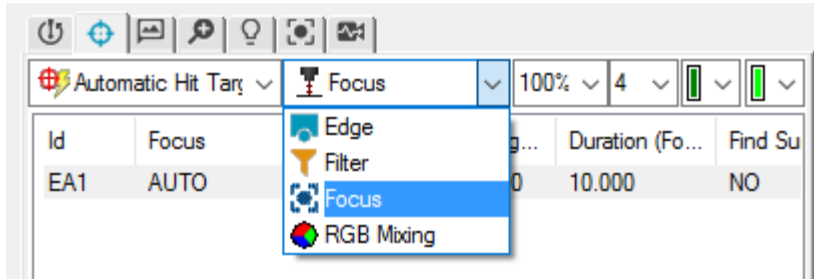 Automatic Hit Targ Focus 100% 4
Id Focus g... Duration (Fo... Find Su
EA1 AUTO 0 10.000 NO
Edge
Filter
Focus
RGB Mixing